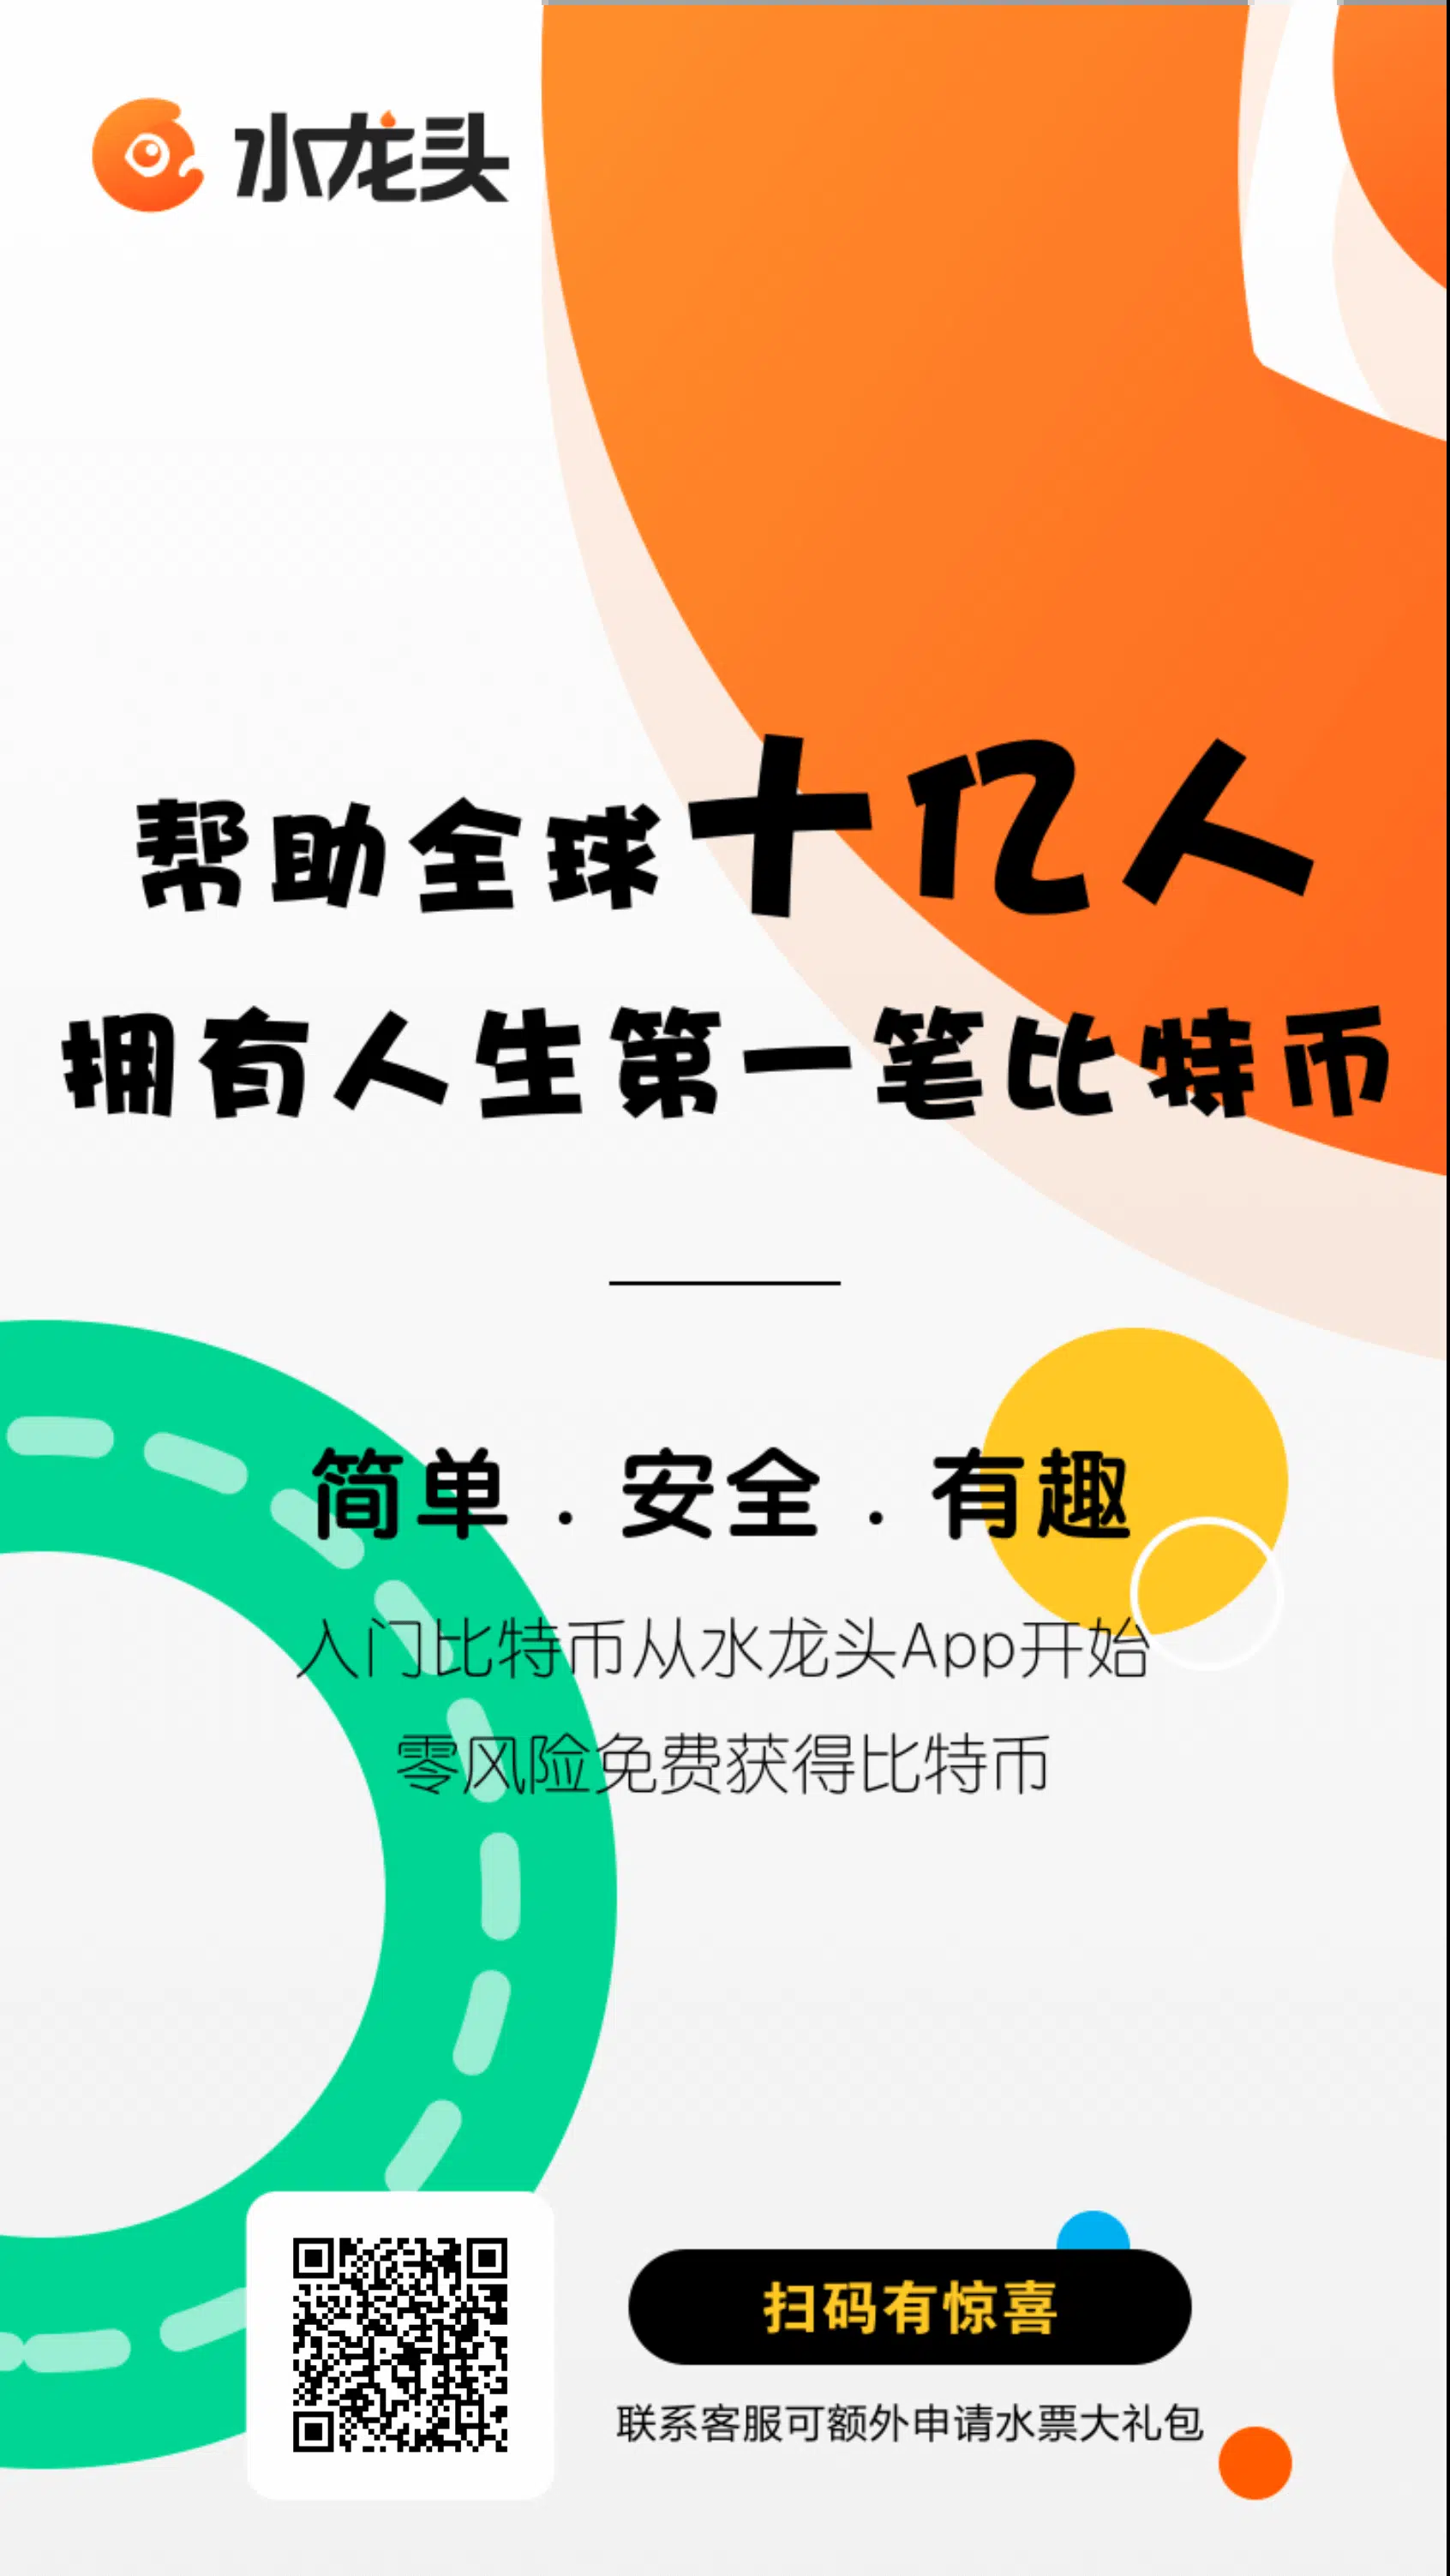 水龙头
帮助全球十亿人
拥有人生第一笔比特币
简单 . 安全 . 有趣
入门比特币从水龙头App开始
零风险免费获得比特币
扫码有惊喜
联系客服可额外申请水票大礼包